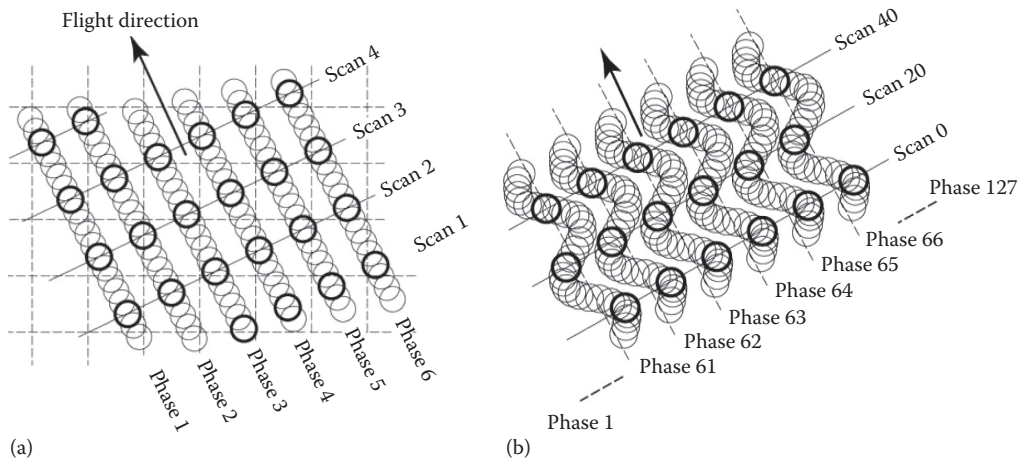 Flight direction
Scan 4
Scan 3
Scan 2
Scan 1
Phase 1
Phase 2
Phase 3
Phase 4
Phase 5
Phase 6
(a)
Scan 40
Scan 20
Scan 0
Phase 127
Phase 66
Phase 65
Phase 64
Phase 63
Phase 62
Phase 61
Phase 1
(b)